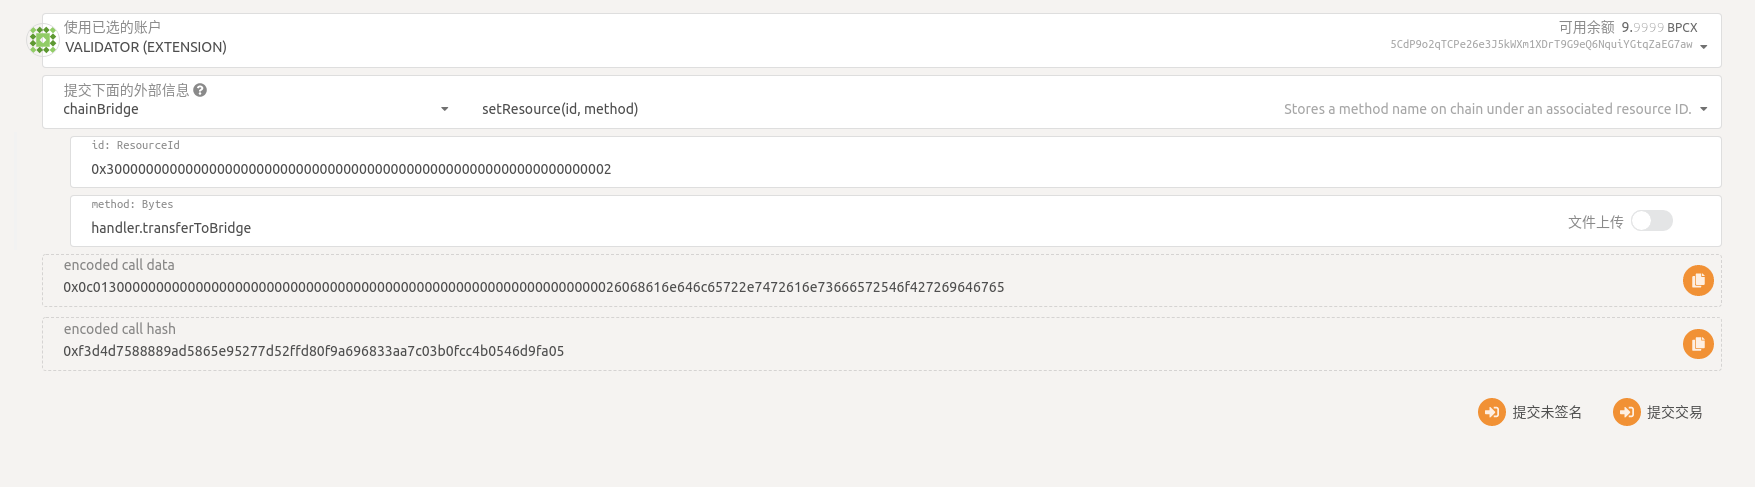 使用已选的账户
VALIDATOR (EXTENSION)
可用余额 9.9999 BPCX
5CdP9o2qTCPe26e3J5kWXm1XDrT9G9eQ6NquiYGtqZaEG7aw
提交下面的外部信息
chainBridge
setResource(id, method)
Stores a method name on chain under an associated resource ID.
id: ResourceId
0x3000000000000000000000000000000000000000000000000000000000000002
method: Bytes
handler.transferToBridge
文件上传
encoded call data
0x0c0130000000000000000000000000000000000000000000000000000000000000026068616e646c65722e7472616e73666572546f427269646765
encoded call hash
0xf3d4d7588889ad5865e95277d52ffd80f9a696833aa7c03b0fcc4b0546d9fa05
提交未签名
提交交易